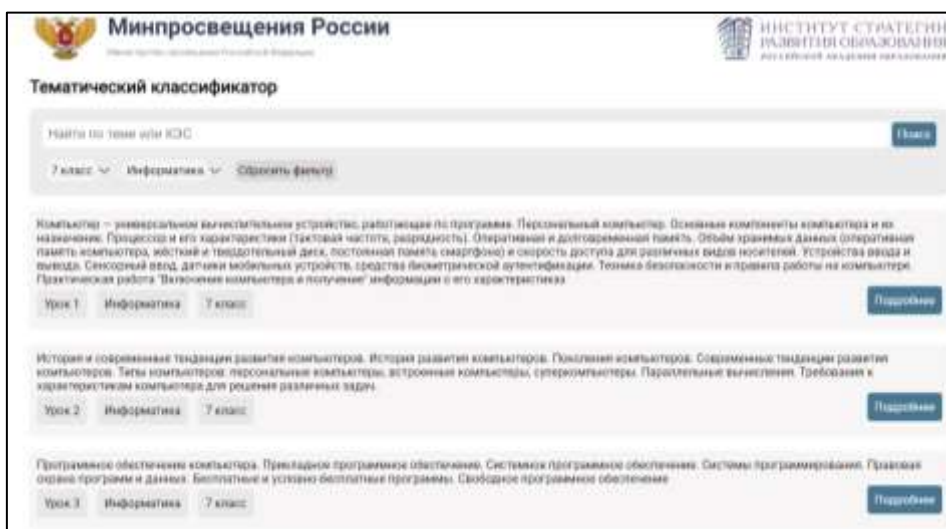 Минпросвещения России
ИНСТИТУТ СТРАТЕГИИ
РАЗВИТИЯ ОБРАЗОВАНИЯ
РОССИЙСКОЙ АКАДЕМИИ ОБРАЗОВАНИЯ
Тематический классификатор
Найти по теме или КЭС
Поиск
7 класс Информатика Сбросить фильтр
Компьютер — универсальное вычислительное устройство, работающее по программе. Персональный компьютер. Основные компоненты компьютера и их
назначение. Процессор и его характеристики (тактовая частота, разрядность). Оперативная и долговременная память. Объём хранимых данных (оперативная
память компьютера, жёсткий и твердотельный диск, постоянная память смартфона) и скорость доступа для различных видов носителей. Устройства ввода и
вывода. Сенсорный ввод, датчики мобильных устройств, средства биометрической аутентификации. Техника безопасности и правила работы на компьютере.
Практическая работа "Включение компьютера и получение информации о его характеристиках
Урок 1 Информатика 7 класс Подробнее
История и современные тенденции развития компьютеров. История развития компьютеров. Поколения компьютеров. Современные тенденции развития
компьютеров. Типы компьютеров: персональные компьютеры, встроенные компьютеры, суперкомпьютеры. Параллельные вычисления. Требования к
характеристикам компьютера для решения различных задач.
Урок 2 Информатика 7 класс Подробнее
Программное обеспечение компьютера. Прикладное программное обеспечение. Системное программное обеспечение. Системы программирования. Правовая
охрана программ и данных. Бесплатные и условно-бесплатные программы. Свободное программное обеспечение
Урок 3 Информатика 7 класс Подробнее